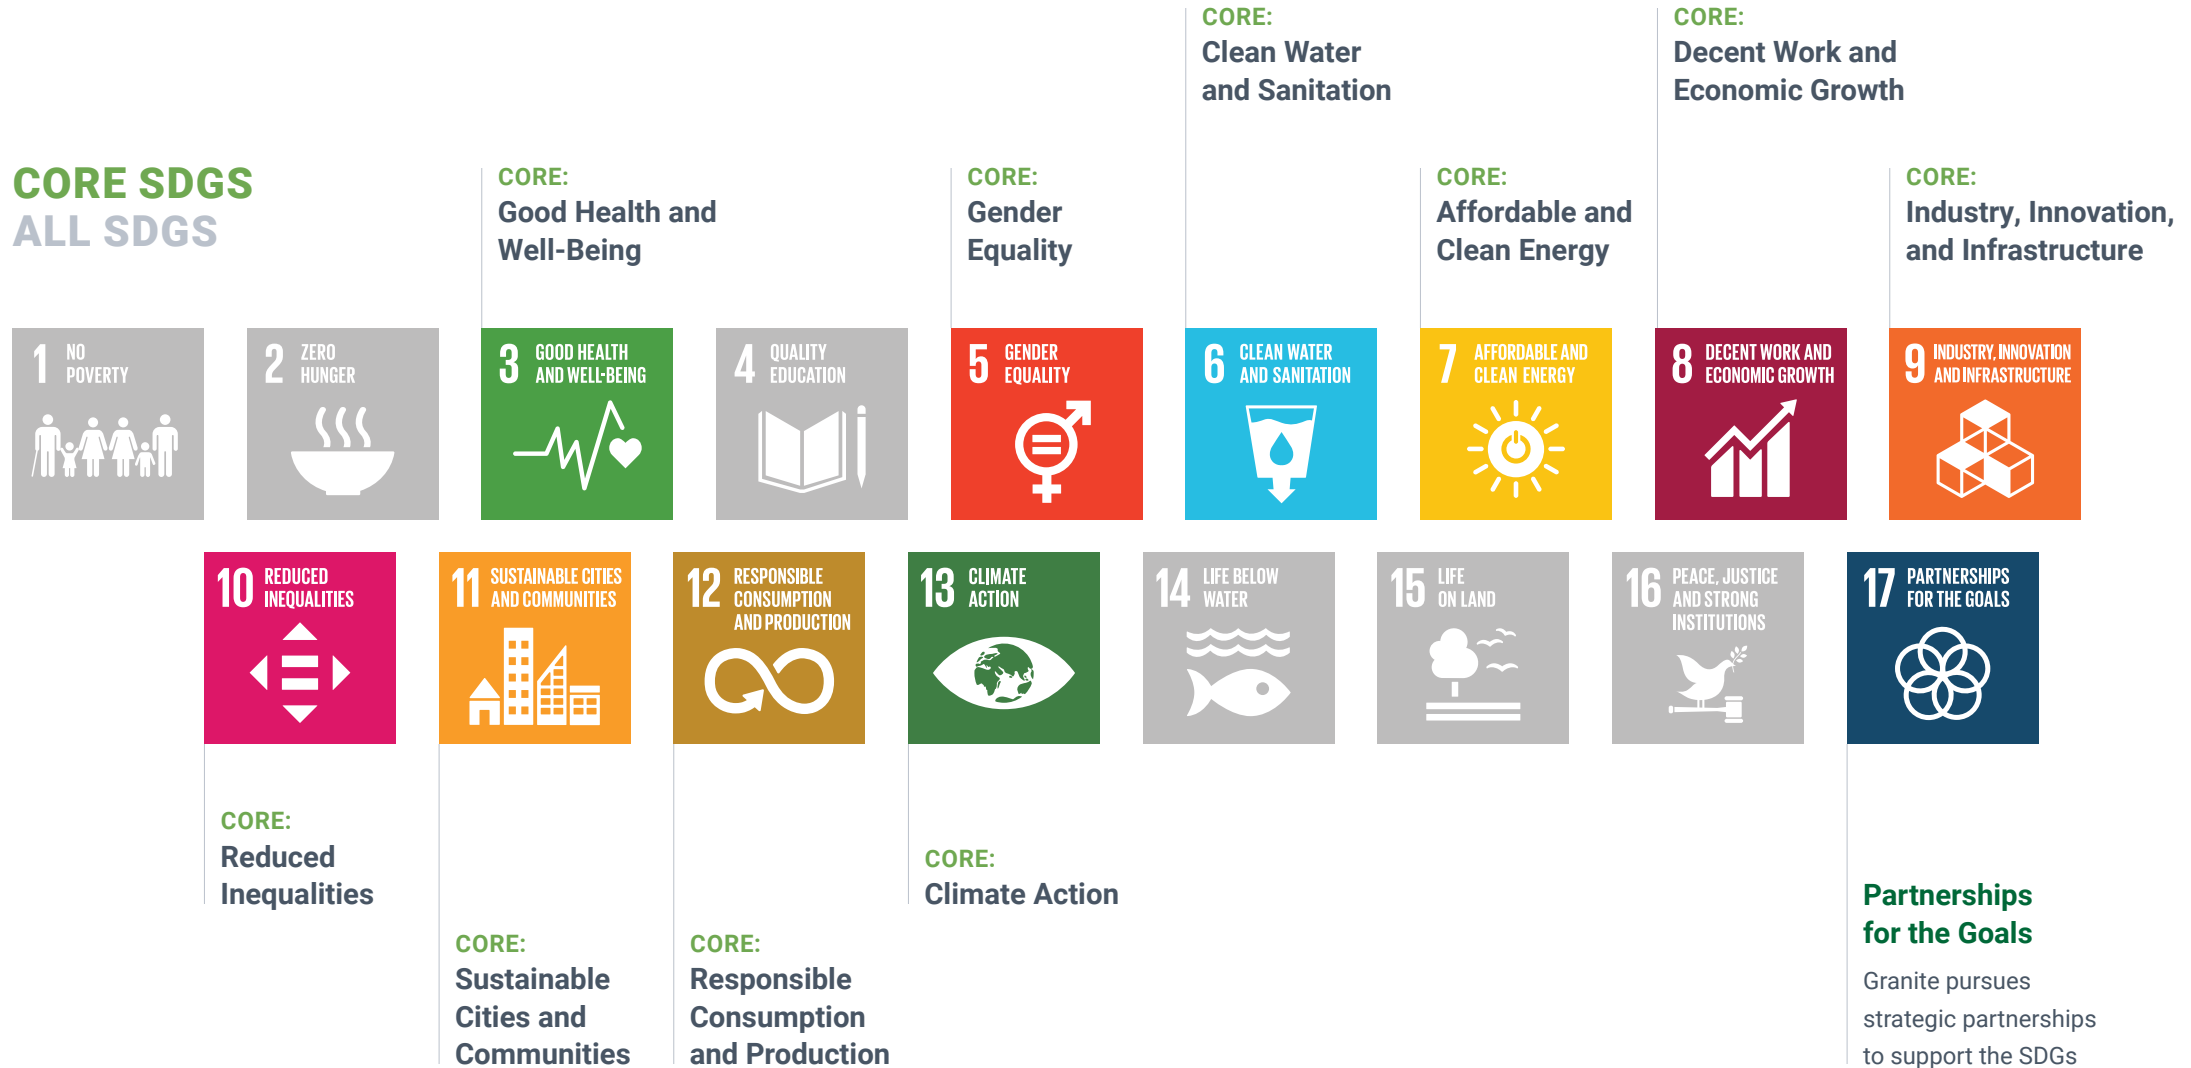 CORE SDGS
ALL SDGS
CORE:
Good Health and
Well-Being
CORE:
Gender
Equality
CORE:
Clean Water
and Sanitation
CORE:
Affordable and
Clean Energy
CORE:
Decent Work and
Economic Growth
CORE:
Industry, Innovation,
and Infrastructure
1 NO
POVERTY
2 ZERO
HUNGER
3 GOOD HEALTH
AND WELL-BEING
4 QUALITY
EDUCATION
5 GENDER
EQUALITY
6 CLEAN WATER
AND SANITATION
7 AFFORDABLE AND
CLEAN ENERGY
8 DECENT WORK AND
ECONOMIC GROWTH
9 INDUSTRY, INNOVATION
AND INFRASTRUCTURE
10 REDUCED
INEQUALITIES
11 SUSTAINABLE CITIES
AND COMMUNITIES
12 RESPONSIBLE
CONSUMPTION
AND PRODUCTION
13 CLIMATE
ACTION
14 LIFE BELOW
WATER
15 LIFE
ON LAND
16 PEACE, JUSTICE
AND STRONG
INSTITUTIONS
17 PARTNERSHIPS
FOR THE GOALS
CORE:
Reduced
Inequalities
CORE:
Sustainable
Cities and
Communities
CORE:
Responsible
Consumption
and Production
CORE:
Climate Action
Partnerships
for the Goals
Granite pursues
strategic partnerships
to support the SDGs